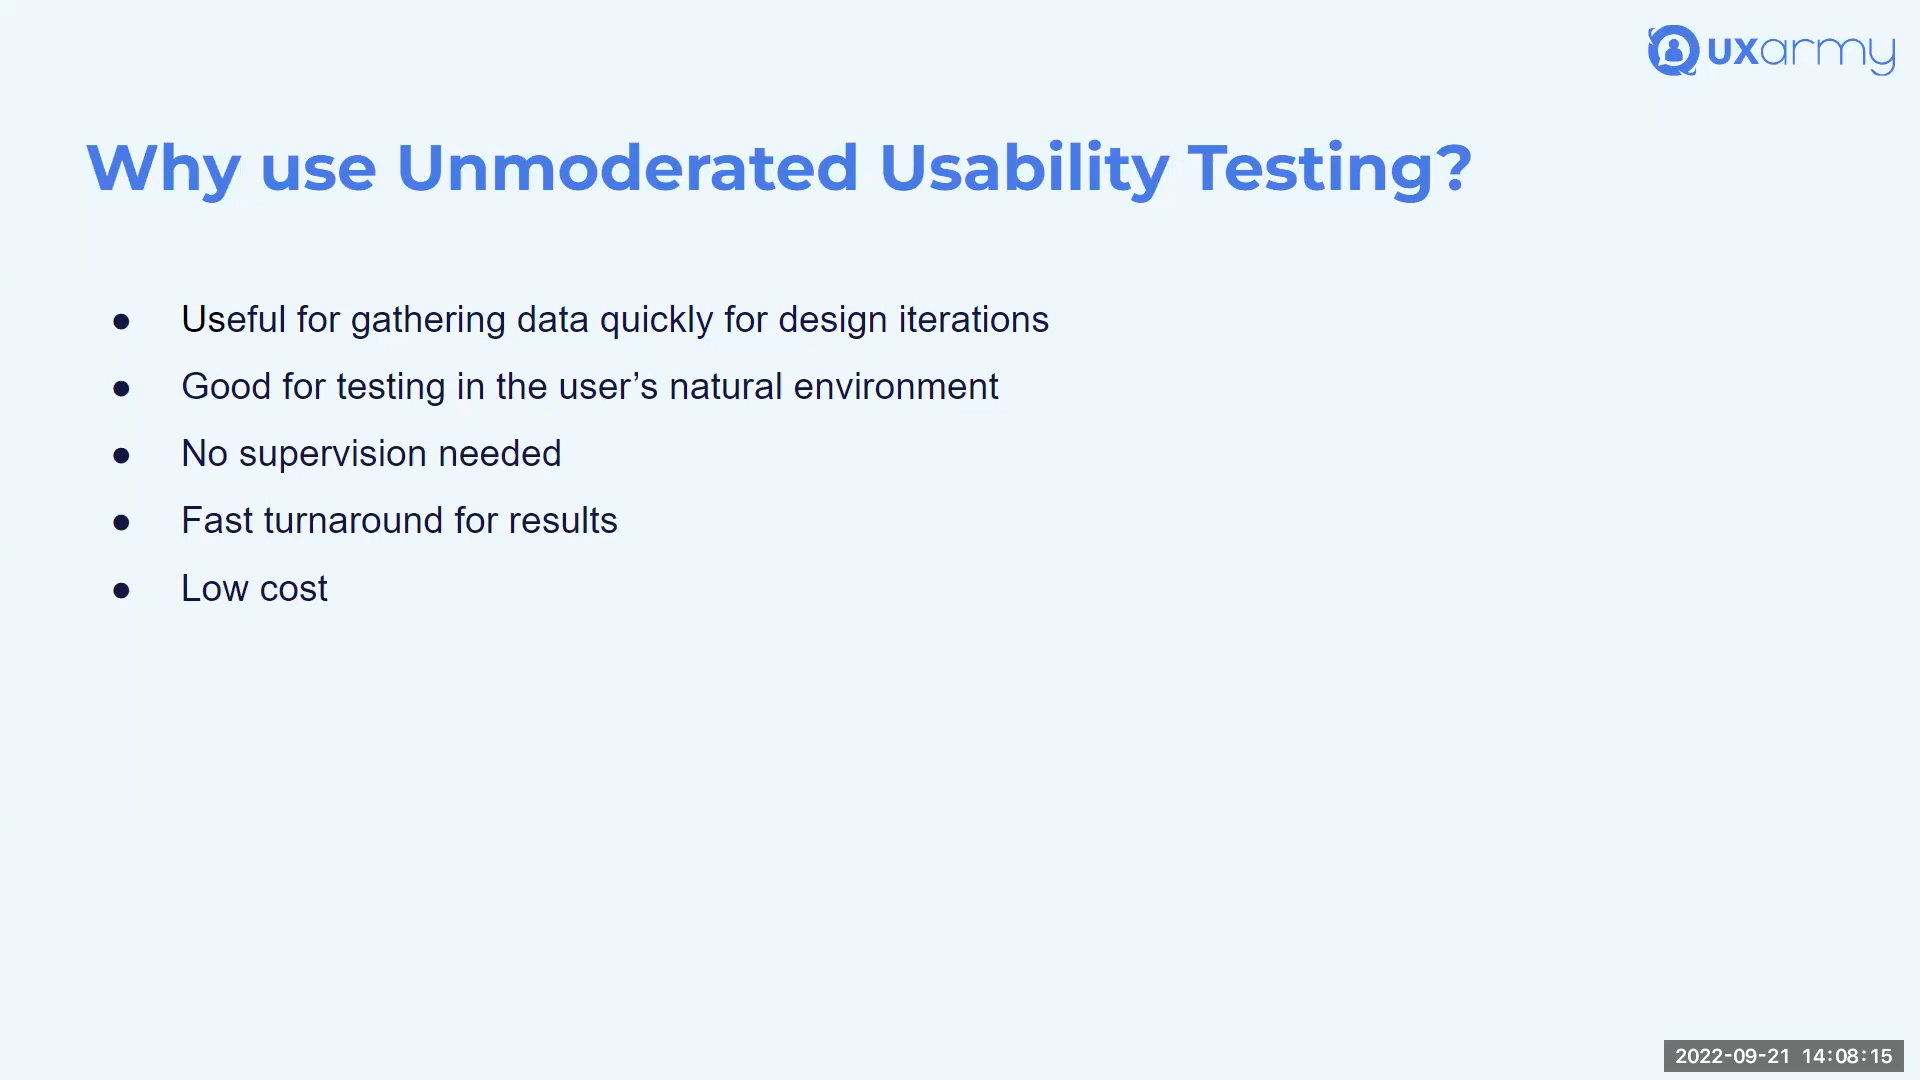 UXarmy
Why use Unmoderated Usability Testing?
● Useful for gathering data quickly for design iterations
● Good for testing in the user’s natural environment
● No supervision needed
● Fast turnaround for results
● Low cost
2022-09-21 14:08:15